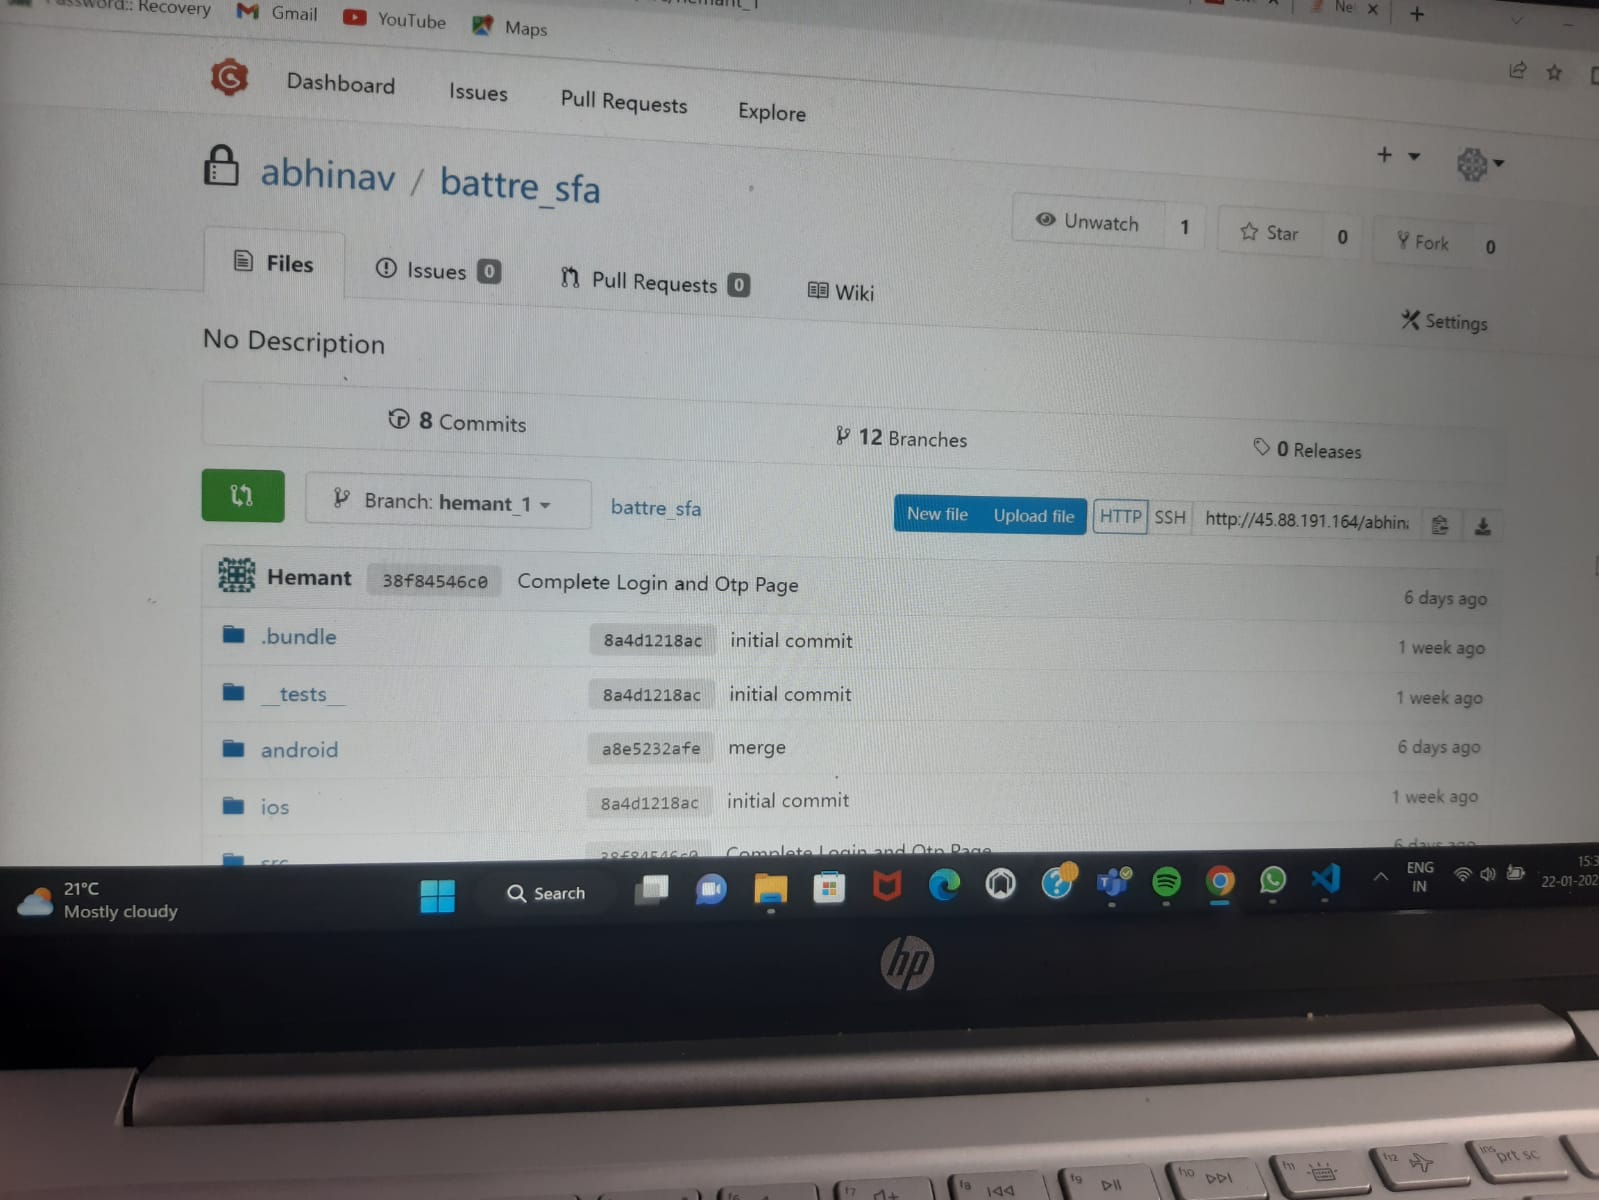 Recovery Gmail YouTube Maps
Dashboard Issues Pull Requests Explore
abhinav / battre_sfa
Unwatch 1 Star 0 Fork 0
Files Issues 0 Pull Requests 0 Wiki
Settings
No Description
8 Commits 12 Branches 0 Releases
Branch: hemant_1 battre_sfa New file Upload file HTTP SSH http://45.88.191.164/abhin
Hemant 38f84546c0 Complete Login and Otp Page 6 days ago
.bundle 8a4d1218ac initial commit 1 week ago
__tests__ 8a4d1218ac initial commit 1 week ago
android a8e5232afe merge 6 days ago
ios 8a4d1218ac initial commit 1 week ago
src 38f84546c0 Complete Login and Otp Page 6 days ago
21°C
Mostly cloudy
Search
ENG
IN
15:3
22-01-202
hp
f8
f9
f10
f11
f12
ins prt sc